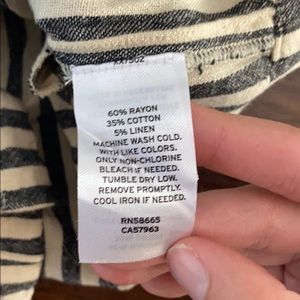 60% RAYON
35% COTTON
5% LINEN
MACHINE WASH COLD.
WITH LIKE COLORS.
ONLY NON-CHLORINE
BLEACH IF NEEDED.
TUMBLE DRY LOW.
REMOVE PROMPTLY.
COOL IRON IF NEEDED.
RN58665
CA57963